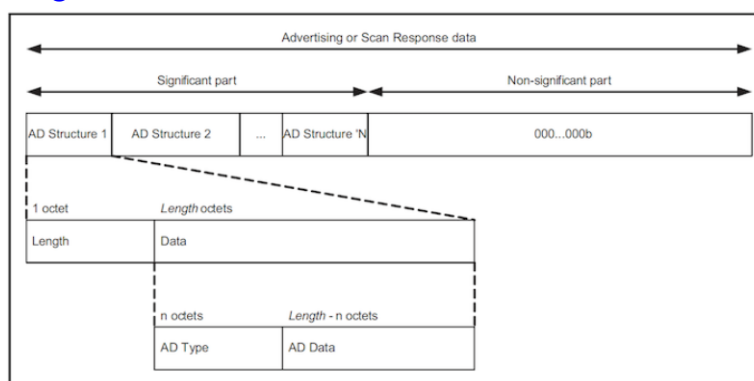 Advertising or Scan Response data
Significant part
Non-significant part
AD Structure 1
AD Structure 2
...
AD Structure 'N
000...000b
1 octet
Length octets
Length
Data
n octets
Length - n octets
AD Type
AD Data